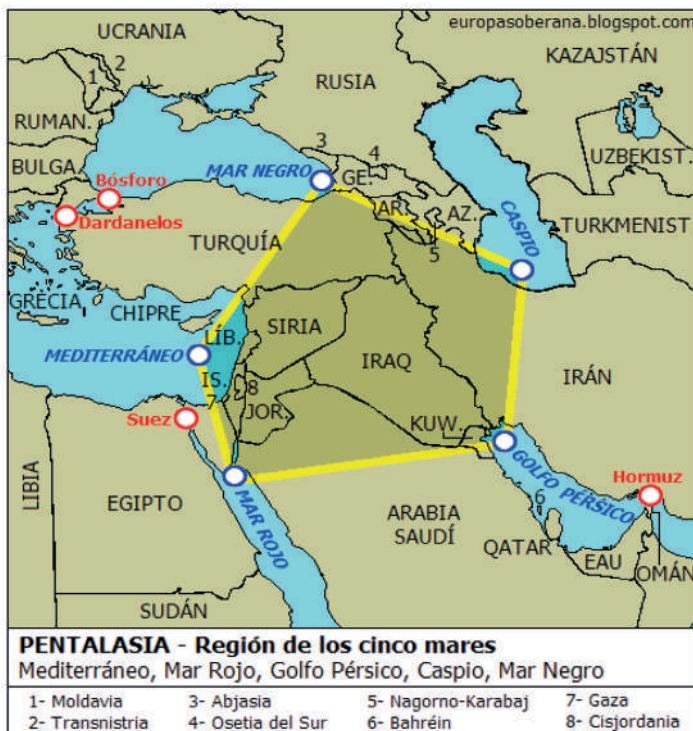 europasoberana.blogspot.com
UCRANIA
KAZAJSTÁN
2
1
RUSIA
RUMAN.
UZBEKIST.
3
4
BULGA.
MAR NEGRO
GE.
Bósforo
AR.
AZ.
CASPIO
TURKMENIST
Dardanelos
TURQUÍA
5
GRECIA
CHIPRE
SIRIA
LÍB.
MEDITERRÁNEO
IRAQ
IRÁN
IS.
8
7
JOR.
Suez
KUW.
GOLFO PÉRSICO
Hormuz
LIBIA
EGIPTO
MAR ROJO
ARABIA
SAUDÍ
6
QATAR
EAU
OMÁN
SUDÁN
PENTALASIA - Región de los cinco mares
Mediterráneo, Mar Rojo, Golfo Pérsico, Caspio, Mar Negro
1- Moldavia 3- Abjasia 5- Nagorno-Karabaj 7- Gaza
2- Transnistria 4- Osetia del Sur 6- Bahréin 8- Cisjordania